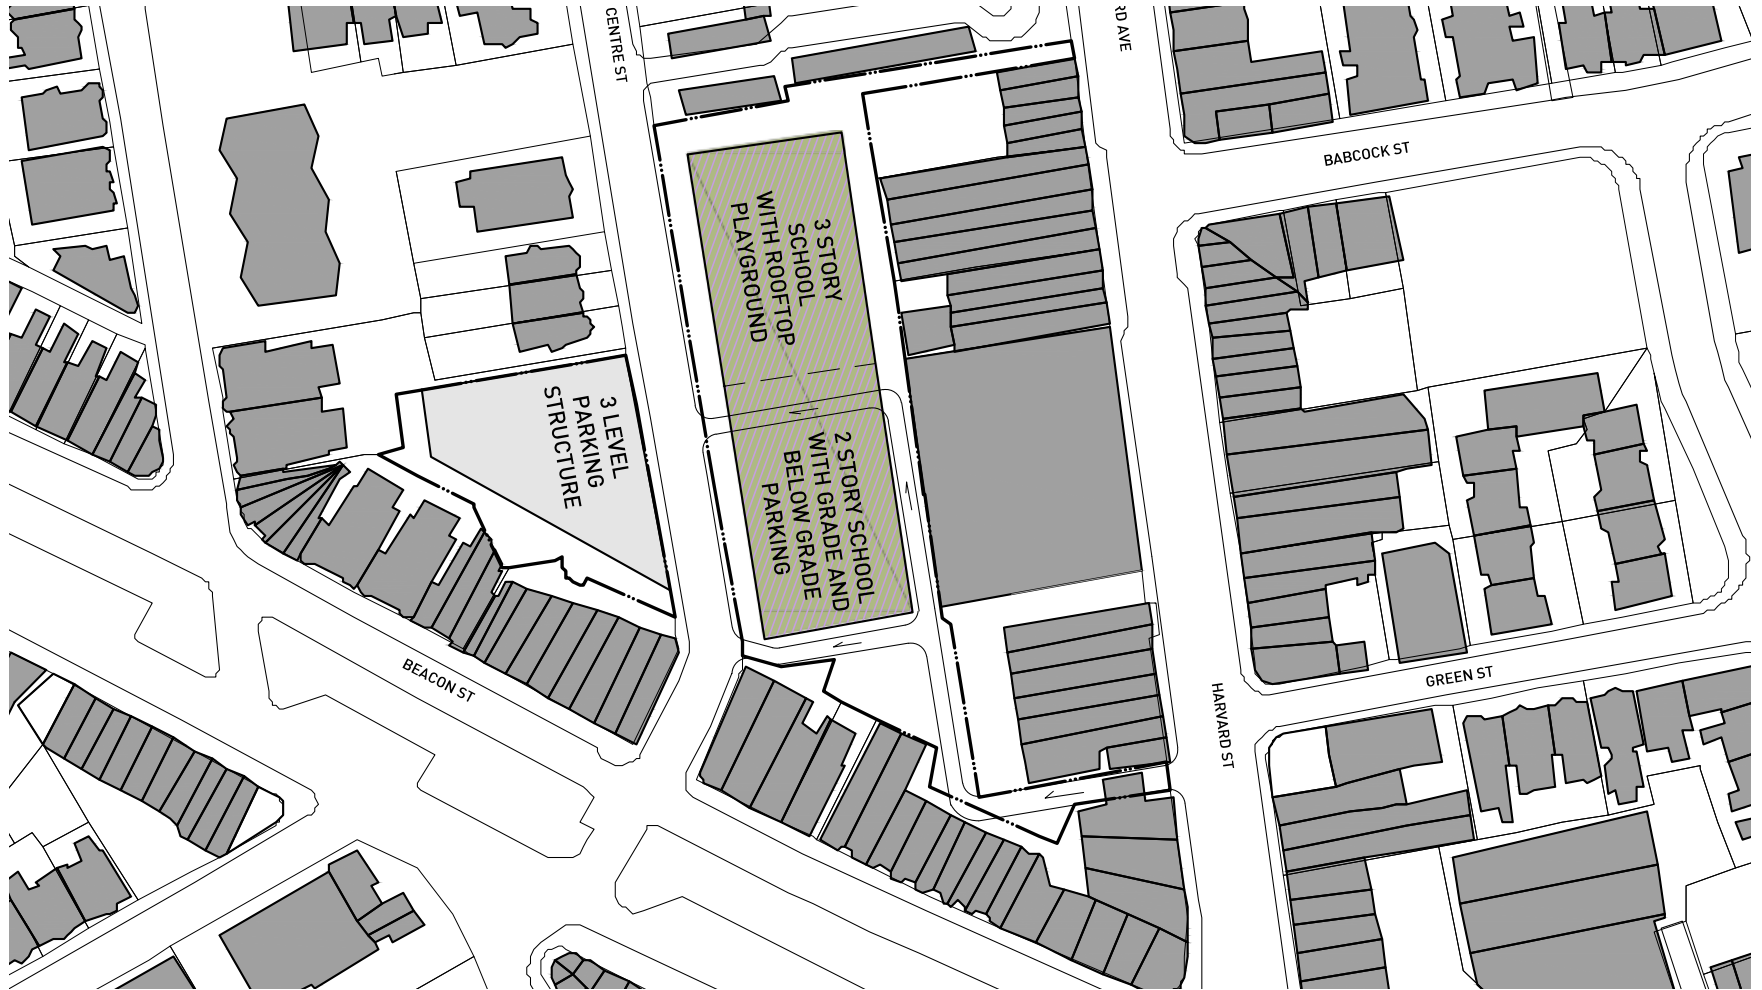 CENTRE ST
RD AVE
BABCOCK ST
3 STORY
SCHOOL
WITH ROOFTOP
PLAYGROUND
3 LEVEL
PARKING
STRUCTURE
2 STORY SCHOOL
WITH GRADE AND
BELOW GRADE
PARKING
BEACON ST
HARVARD ST
GREEN ST